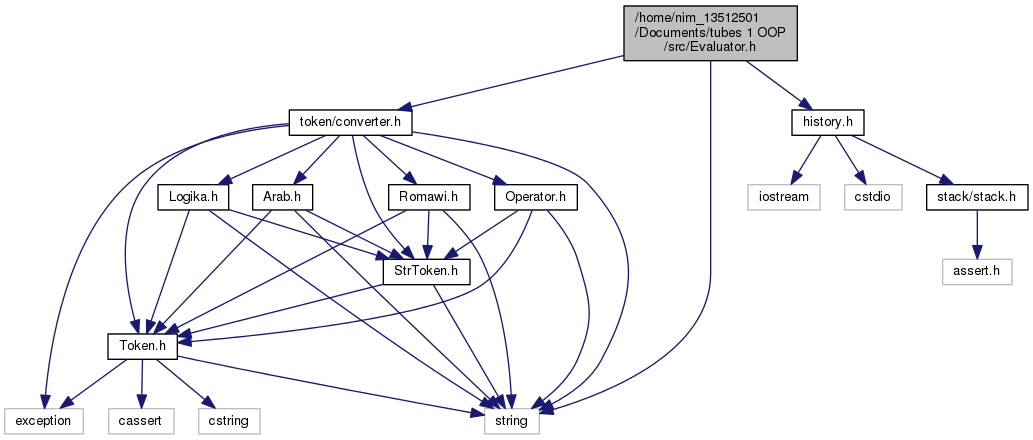 /home/nim_13512501
/Documents/tubes 1 OOP
/src/Evaluator.h
token/converter.h
history.h
Logika.h
Arab.h
Romawi.h
Operator.h
iostream
cstdio
stack/stack.h
StrToken.h
assert.h
Token.h
exception
cassert
cstring
string